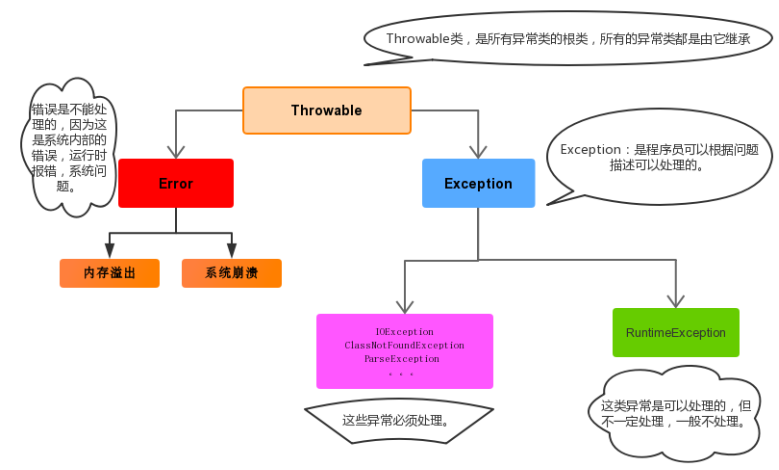 Throwable类，是所有异常类的根类，所有的异常类都是由它继承
Throwable
错误是不能处
理的，因为这
是系统内部的
错误，运行时
报错，系统问
题。
Exception：是程序员可以根据问题
描述可以处理的。
Error
Exception
内存溢出
系统崩溃
IOException
ClassNotFoundException
ParseException
。。。
RuntimeException
这些异常必须处理。
这类异常是可以处理的，但
不一定处理，一般不处理。